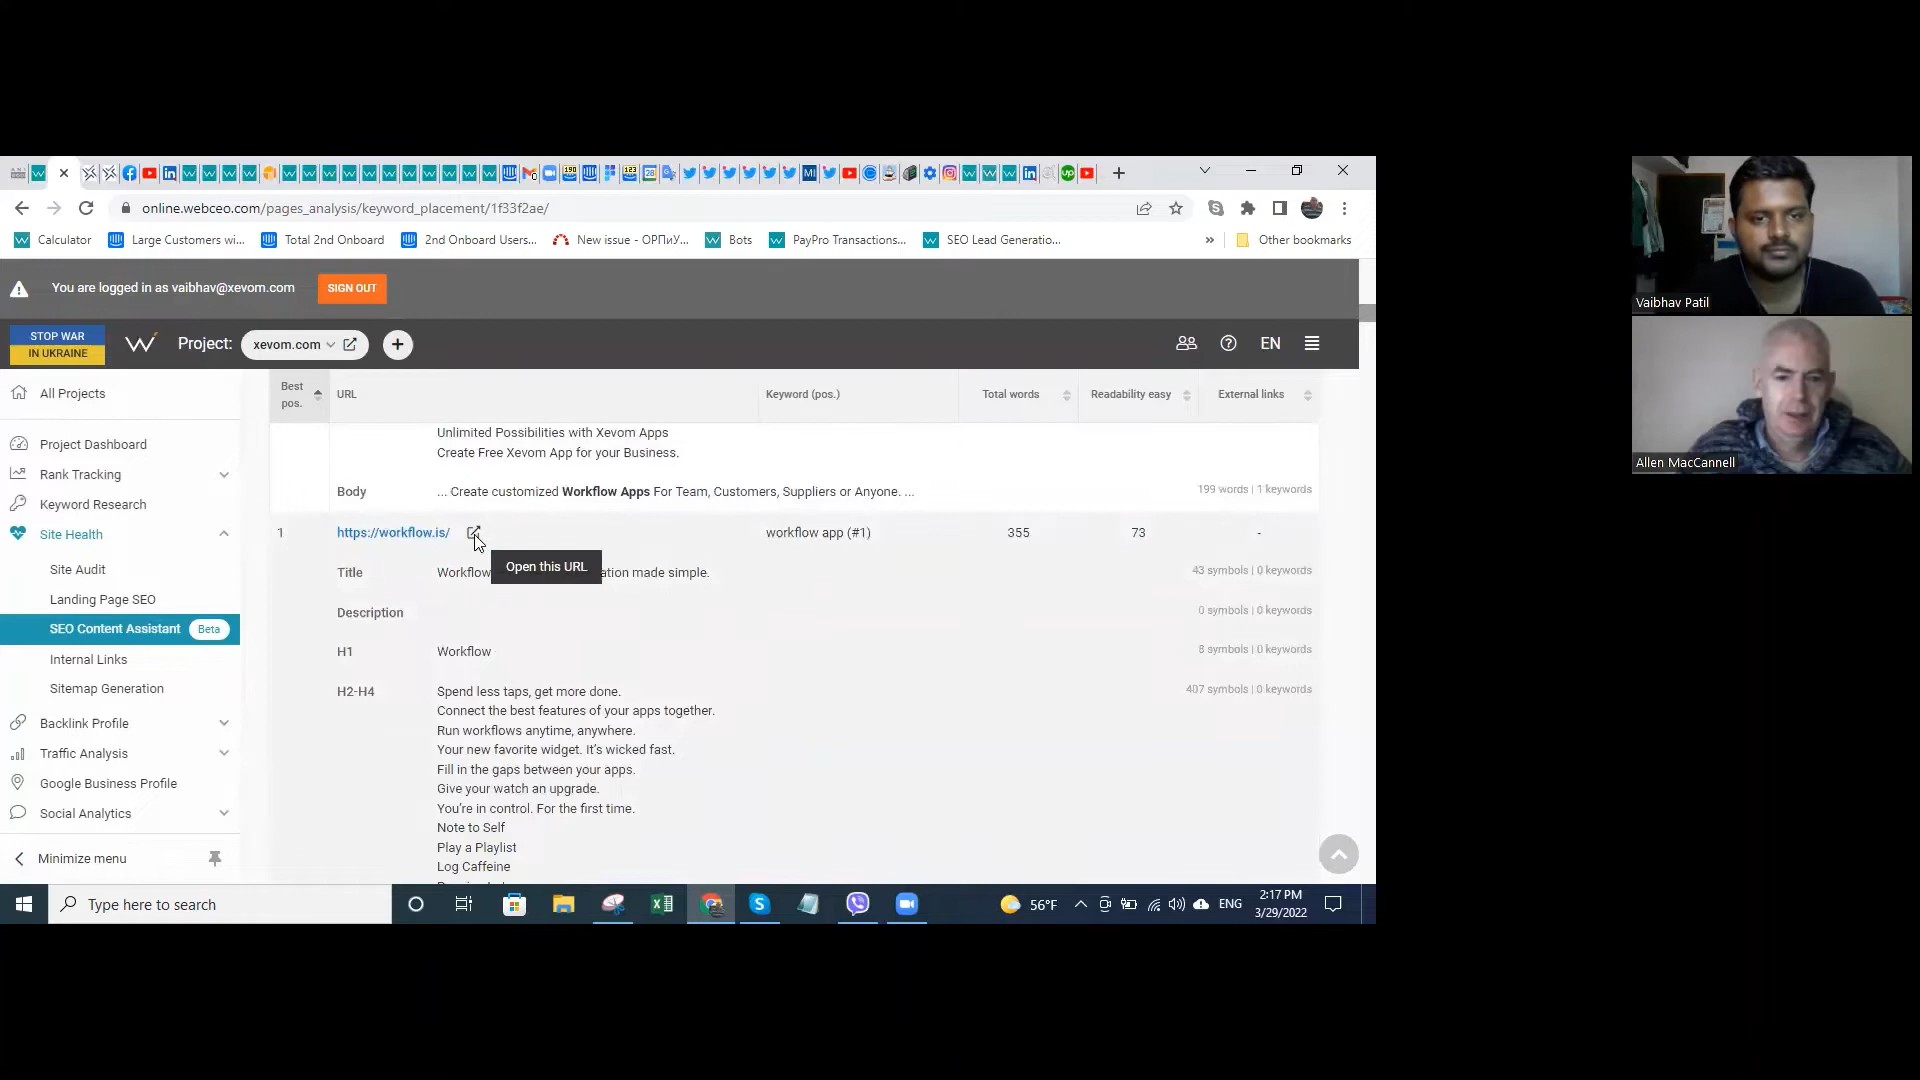 online.webceo.com/pages_analysis/keyword_placement/1f33f2ae/
Calculator
Large Customers wi...
Total 2nd Onboard
2nd Onboard Users...
New issue - ОРПиУ...
Bots
PayPro Transactions...
SEO Lead Generatio...
»
Other bookmarks
You are logged in as vaibhav@xevom.com
SIGN OUT
STOP WAR
IN UKRAINE
Project:
xevom.com
EN
All Projects
Project Dashboard
Rank Tracking
Keyword Research
Site Health
Site Audit
Landing Page SEO
SEO Content Assistant Beta
Internal Links
Sitemap Generation
Backlink Profile
Traffic Analysis
Google Business Profile
Social Analytics
Minimize menu
Best
pos.
URL
Keyword (pos.)
Total words
Readability easy
External links
Unlimited Possibilities with Xevom Apps
Create Free Xevom App for your Business.
Body
... Create customized Workflow Apps For Team, Customers, Suppliers or Anyone. ...
199 words | 1 keywords
1
https://workflow.is/
workflow app (#1)
355
73
-
Open this URL
Title
Workflow
ation made simple.
43 symbols | 0 keywords
Description
0 symbols | 0 keywords
H1
Workflow
8 symbols | 0 keywords
H2-H4
Spend less taps, get more done.
407 symbols | 0 keywords
Connect the best features of your apps together.
Run workflows anytime, anywhere.
Your new favorite widget. It's wicked fast.
Fill in the gaps between your apps.
Give your watch an upgrade.
You're in control. For the first time.
Note to Self
Play a Playlist
Log Caffeine
Type here to search
56°F
ENG
2:17 PM
3/29/2022
Vaibhav Patil
Allen MacCannell